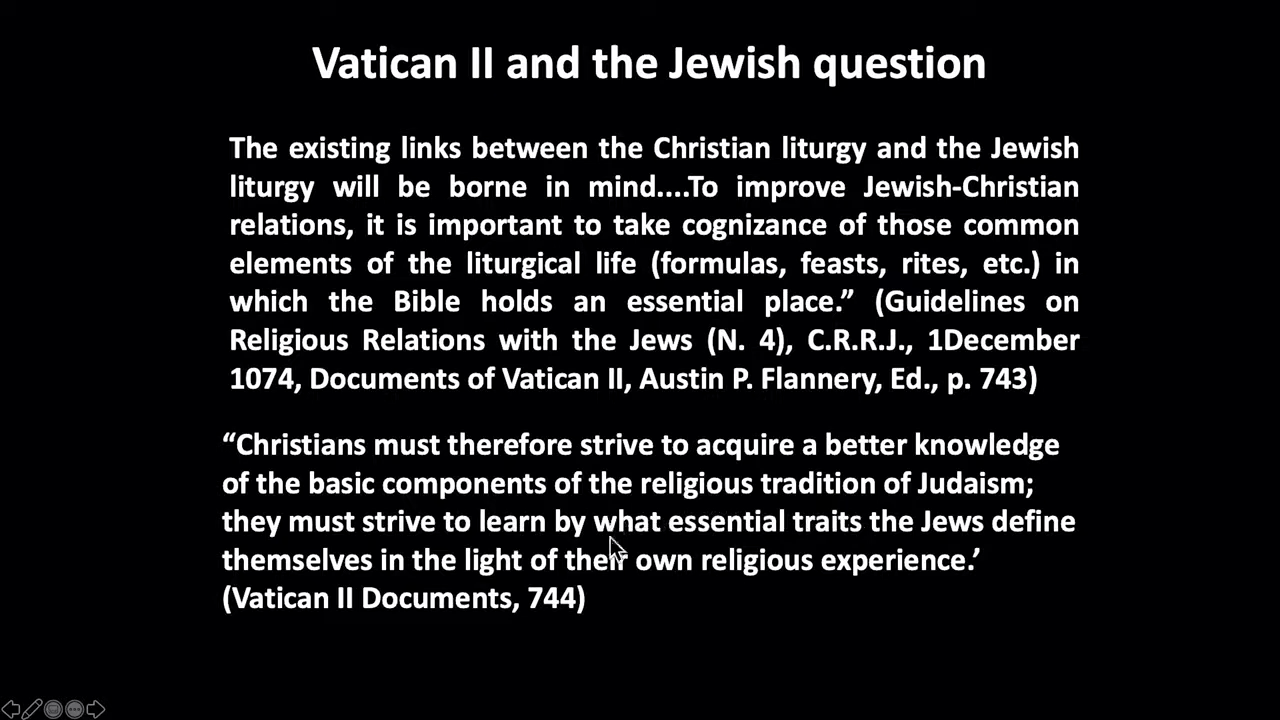 Vatican II and the Jewish question
The existing links between the Christian liturgy and the Jewish
liturgy will be borne in mind....To improve Jewish-Christian
relations, it is important to take cognizance of those common
elements of the liturgical life (formulas, feasts, rites, etc.) in
which the Bible holds an essential place.” (Guidelines on
Religious Relations with the Jews (N. 4), C.R.R.J., 1December
1074, Documents of Vatican II, Austin P. Flannery, Ed., p. 743)
“Christians must therefore strive to acquire a better knowledge
of the basic components of the religious tradition of Judaism;
they must strive to learn by what essential traits the Jews define
themselves in the light of their own religious experience.’
(Vatican II Documents, 744)